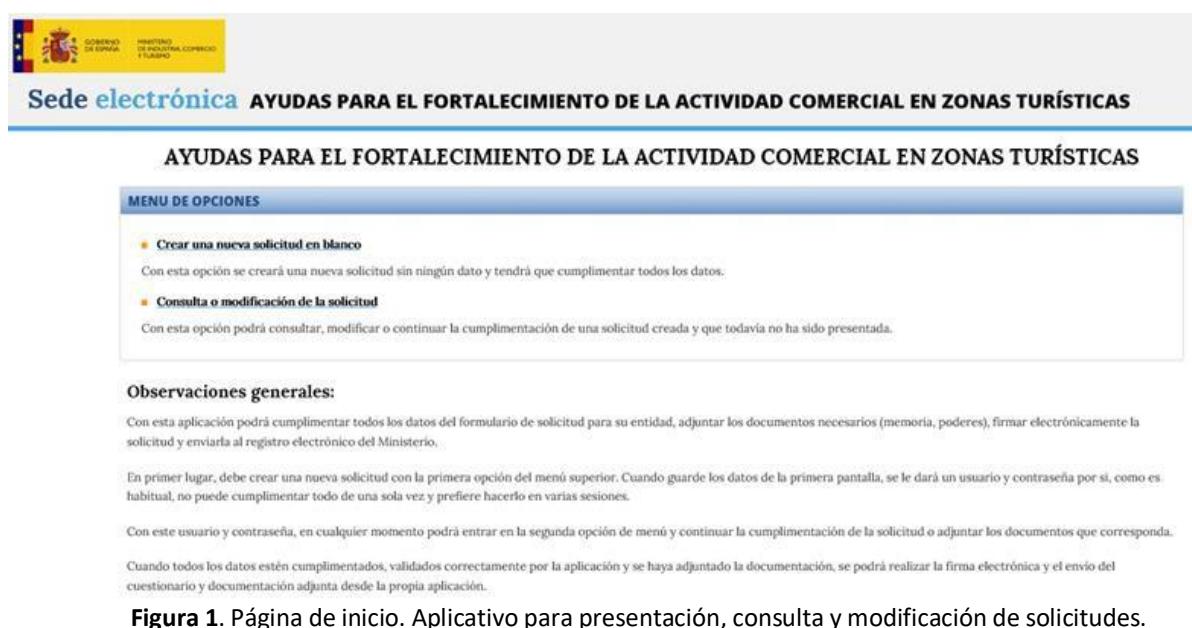 GOBIERNO MINISTERIO
DE ESPAÑA DE INDUSTRIA, COMERCIO
Y TURISMO
Sede electrónica AYUDAS PARA EL FORTALECIMIENTO DE LA ACTIVIDAD COMERCIAL EN ZONAS TURÍSTICAS
AYUDAS PARA EL FORTALECIMIENTO DE LA ACTIVIDAD COMERCIAL EN ZONAS TURÍSTICAS
MENU DE OPCIONES
Crear una nueva solicitud en blanco
Con esta opción se creará una nueva solicitud sin ningún dato y tendrá que cumplimentar todos los datos.
Consulta o modificación de la solicitud
Con esta opción podrá consultar, modificar o continuar la cumplimentación de una solicitud creada y que todavía no ha sido presentada.
Observaciones generales:
Con esta aplicación podrá cumplimentar todos los datos del formulario de solicitud para su entidad, adjuntar los documentos necesarios (memoria, poderes), firmar electrónicamente la
solicitud y enviarla al registro electrónico del Ministerio.
En primer lugar, debe crear una nueva solicitud con la primera opción del menú superior. Cuando guarde los datos de la primera pantalla, se le dará un usuario y contraseña por si, como es
habitual, no puede cumplimentar todo de una sola vez y prefiere hacerlo en varias sesiones.
Con este usuario y contraseña, en cualquier momento podrá entrar en la segunda opción de menú y continuar la cumplimentación de la solicitud o adjuntar los documentos que corresponda.
Cuando todos los datos estén cumplimentados, validados correctamente por la aplicación y se haya adjuntado la documentación, se podrá realizar la firma electrónica y el envío del
cuestionario y documentación adjunta desde la propia aplicación.
Figura 1. Página de inicio. Aplicativo para presentación, consulta y modificación de solicitudes.